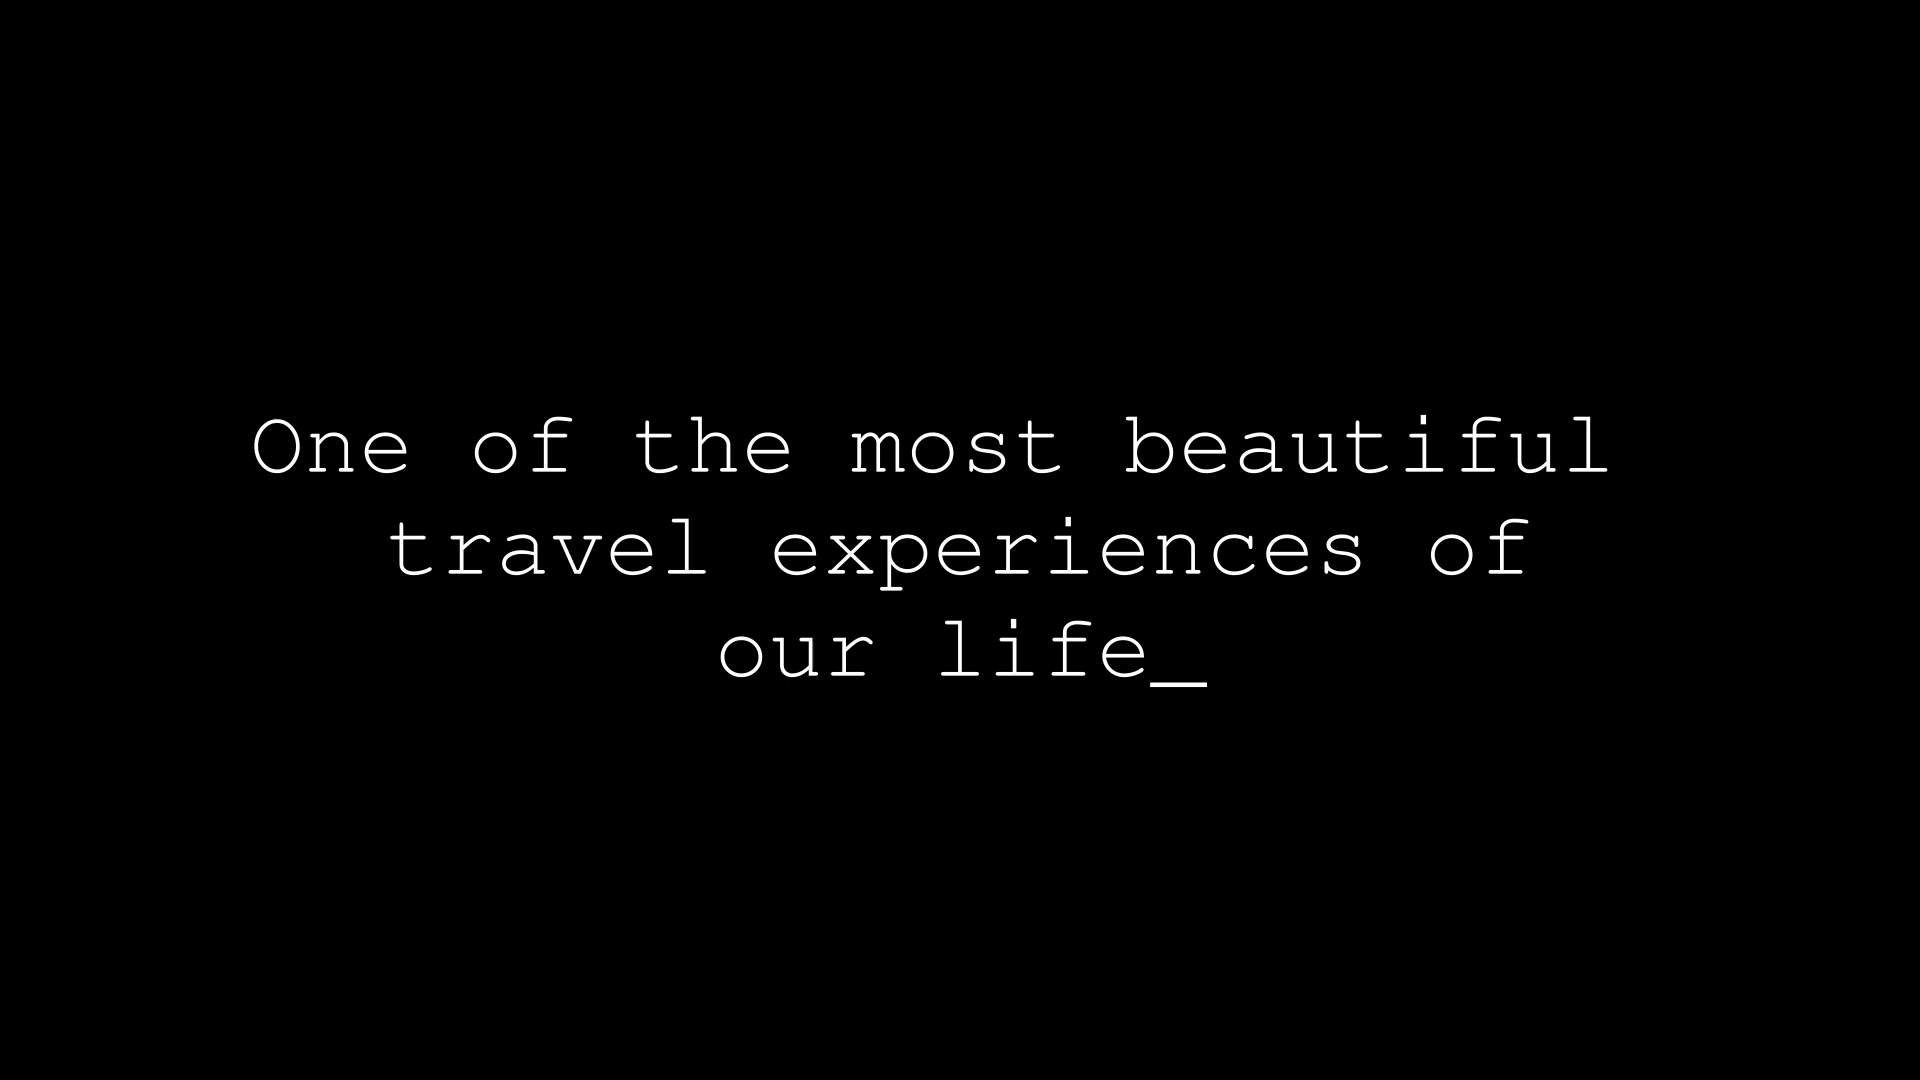 One of the most beautiful
travel experiences of
our life_